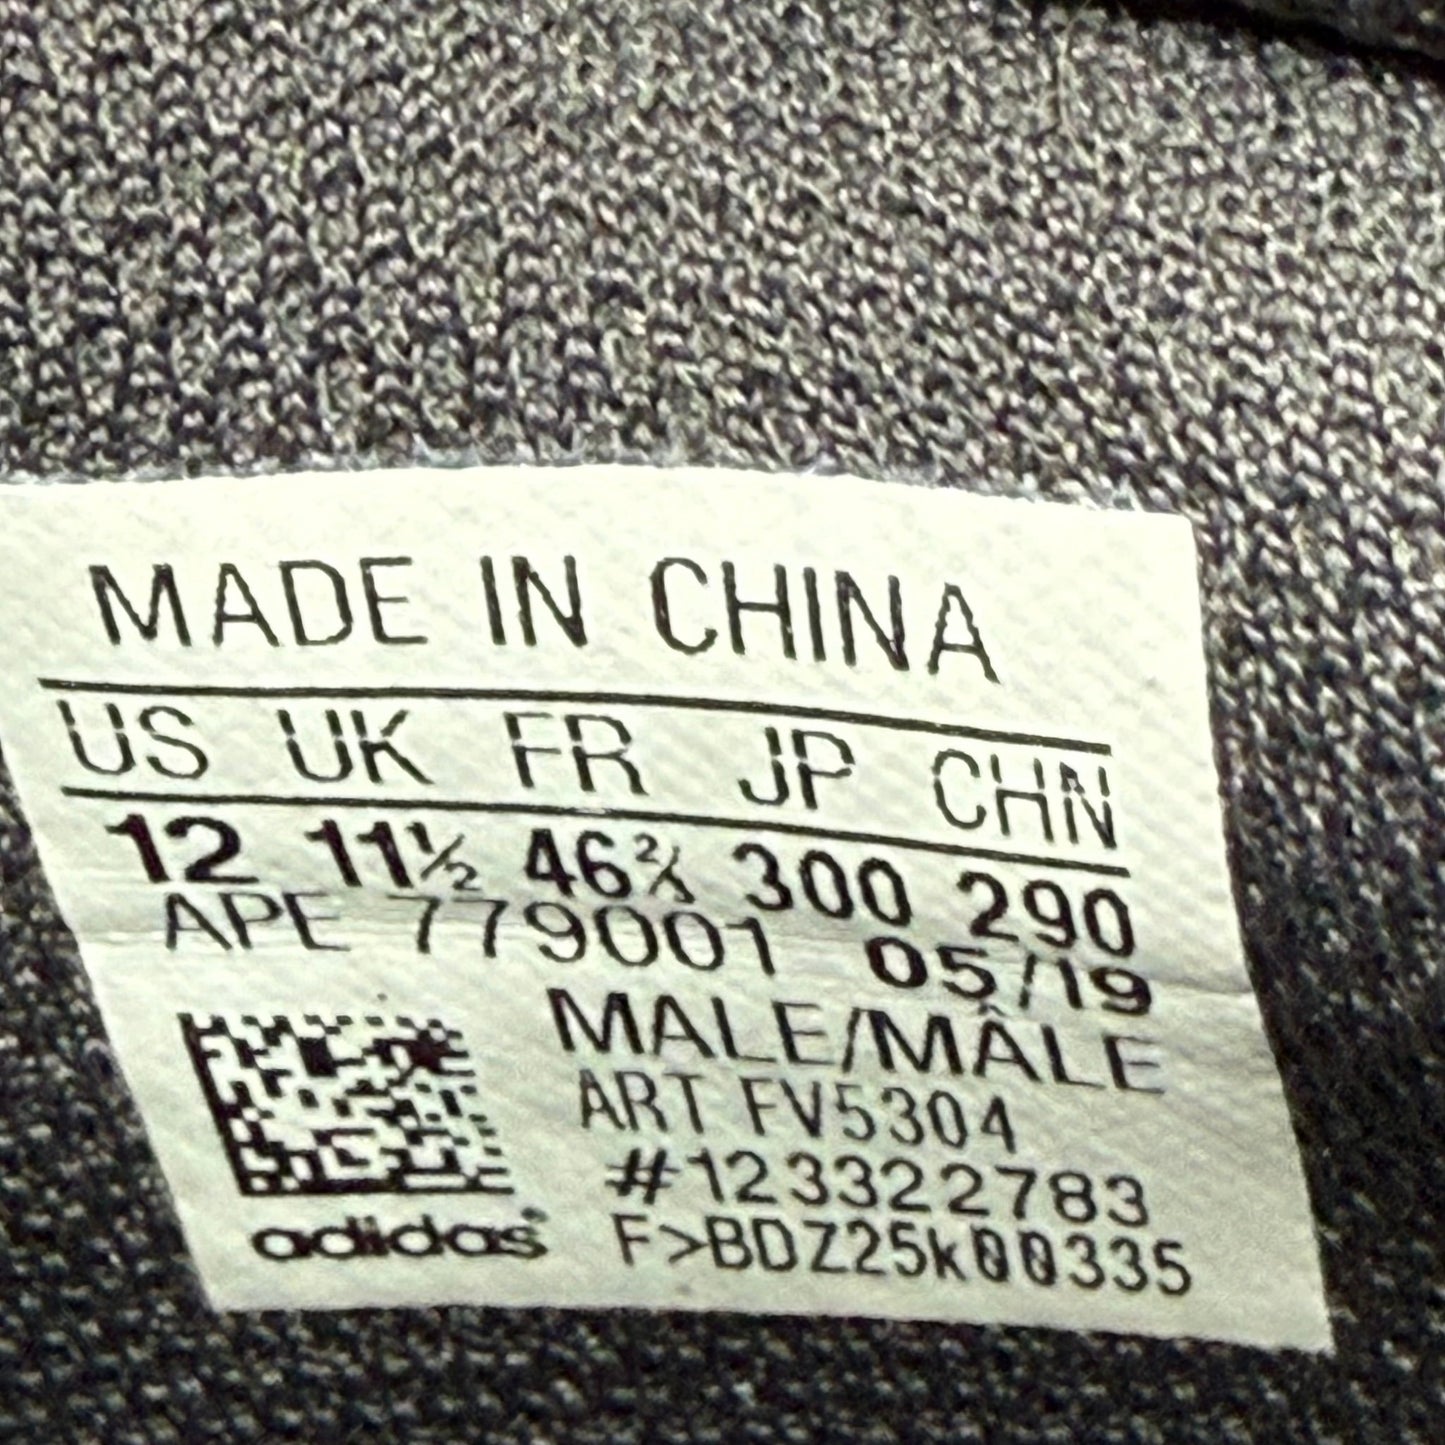 MADE IN CHINA
US UK FR JP CHN
12 11½ 46⅔ 300 290
APE 779001 05/19
MALE/MÂLE
ART FV5304
#123322783
adidas® F>BDZ25k00335